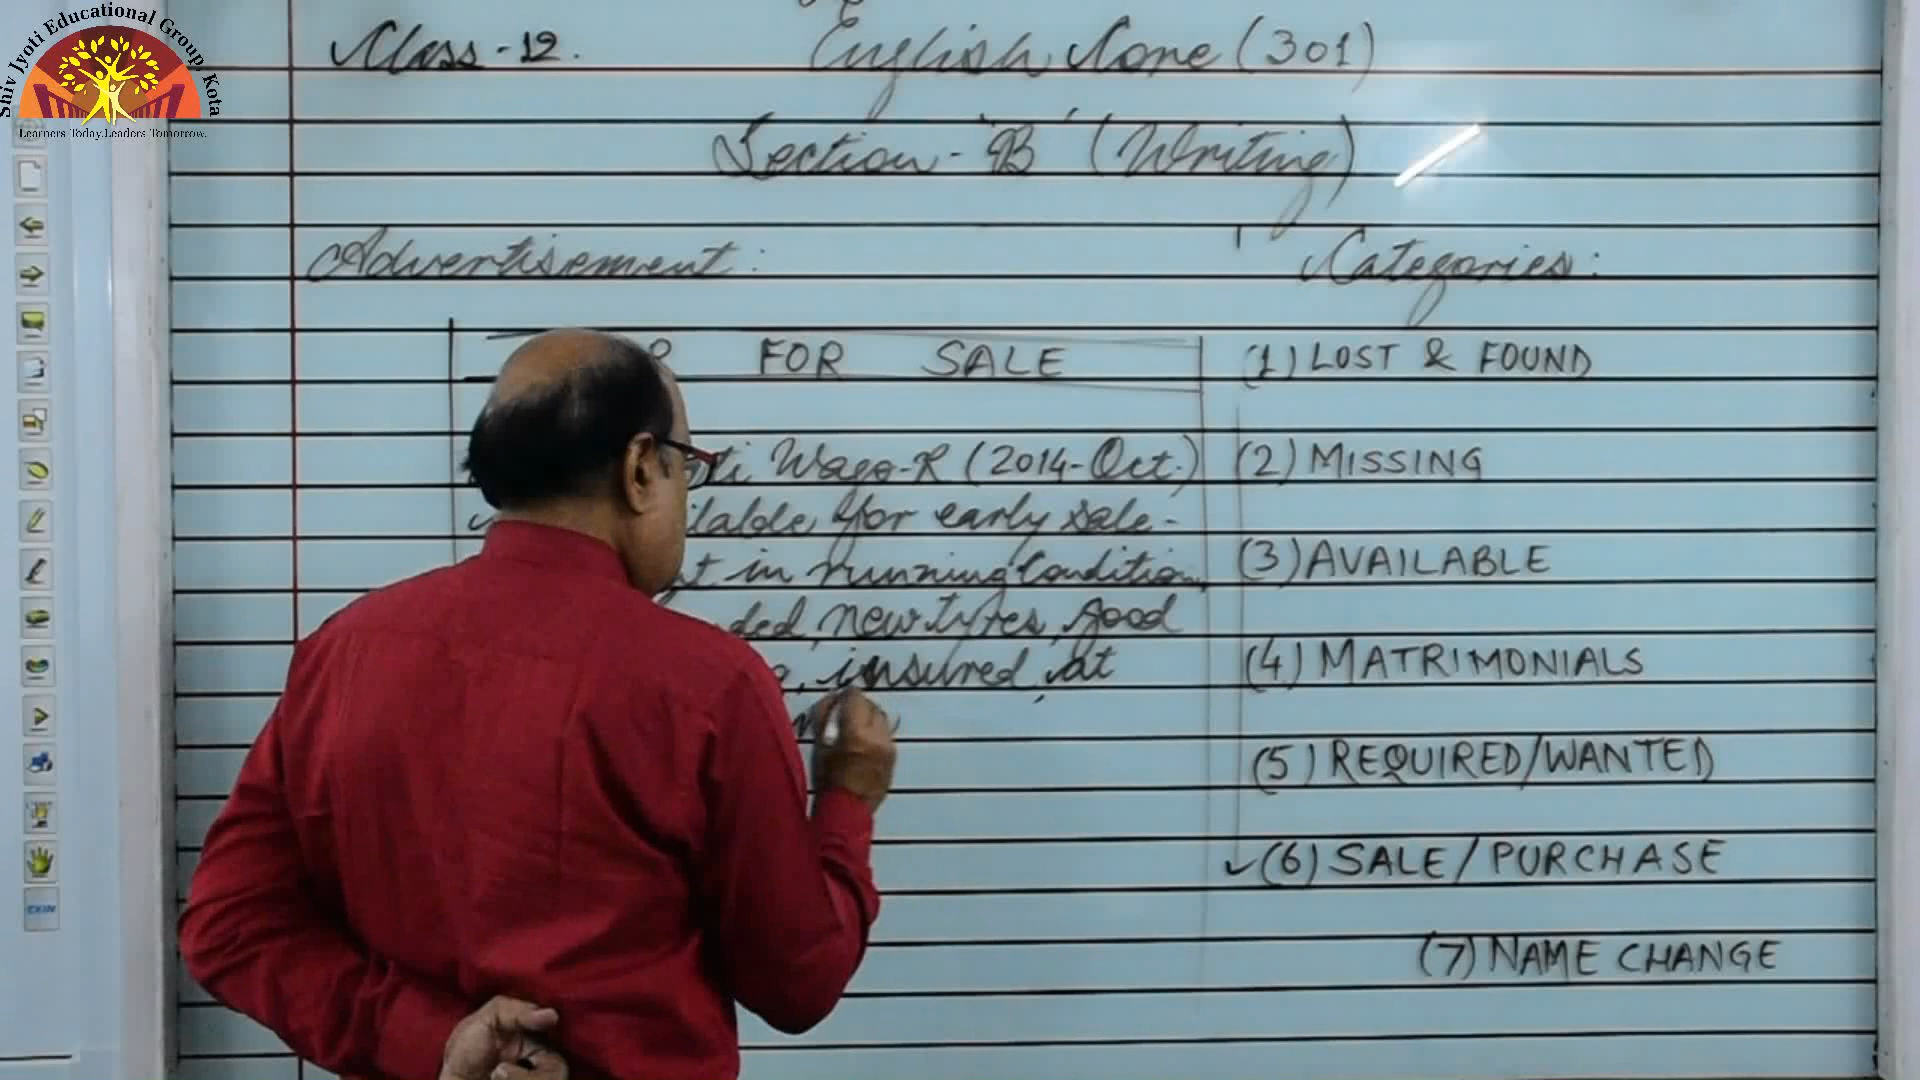 Shiv Jyoti Educational Group, Kota
Learners Today.Leaders Tomorrow.
Class-12. English Core (301)
Section-'B' (Writing)
Advertisement: Categories:
FOR SALE
Wago-R (2014-Oct.)
for early sale-
in running condition,
new tyres, good
insured, at
(1) LOST & FOUND
(2) MISSING
(3) AVAILABLE
(4) MATRIMONIALS
(5) REQUIRED/WANTED
(6) SALE/PURCHASE
(7) NAME CHANGE